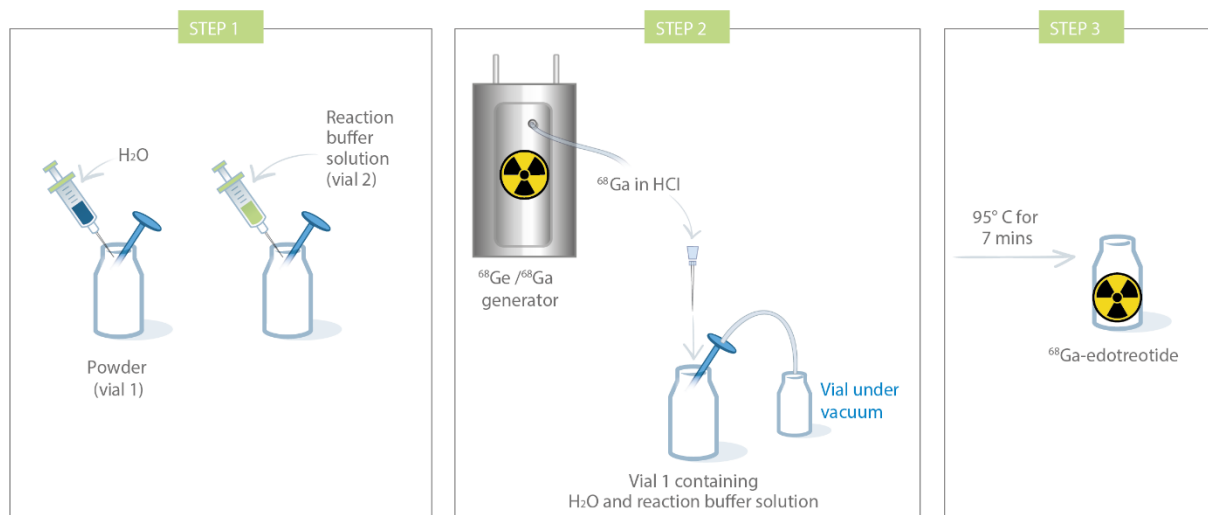 STEP 1
H₂O
Reaction
buffer
solution
(vial 2)
Powder
(vial 1)
STEP 2
⁶⁸Ga in HCl
⁶⁸Ge /⁶⁸Ga
generator
Vial under
vacuum
Vial 1 containing
H₂O and reaction buffer solution
STEP 3
95° C for
7 mins
⁶⁸Ga-edotreotide